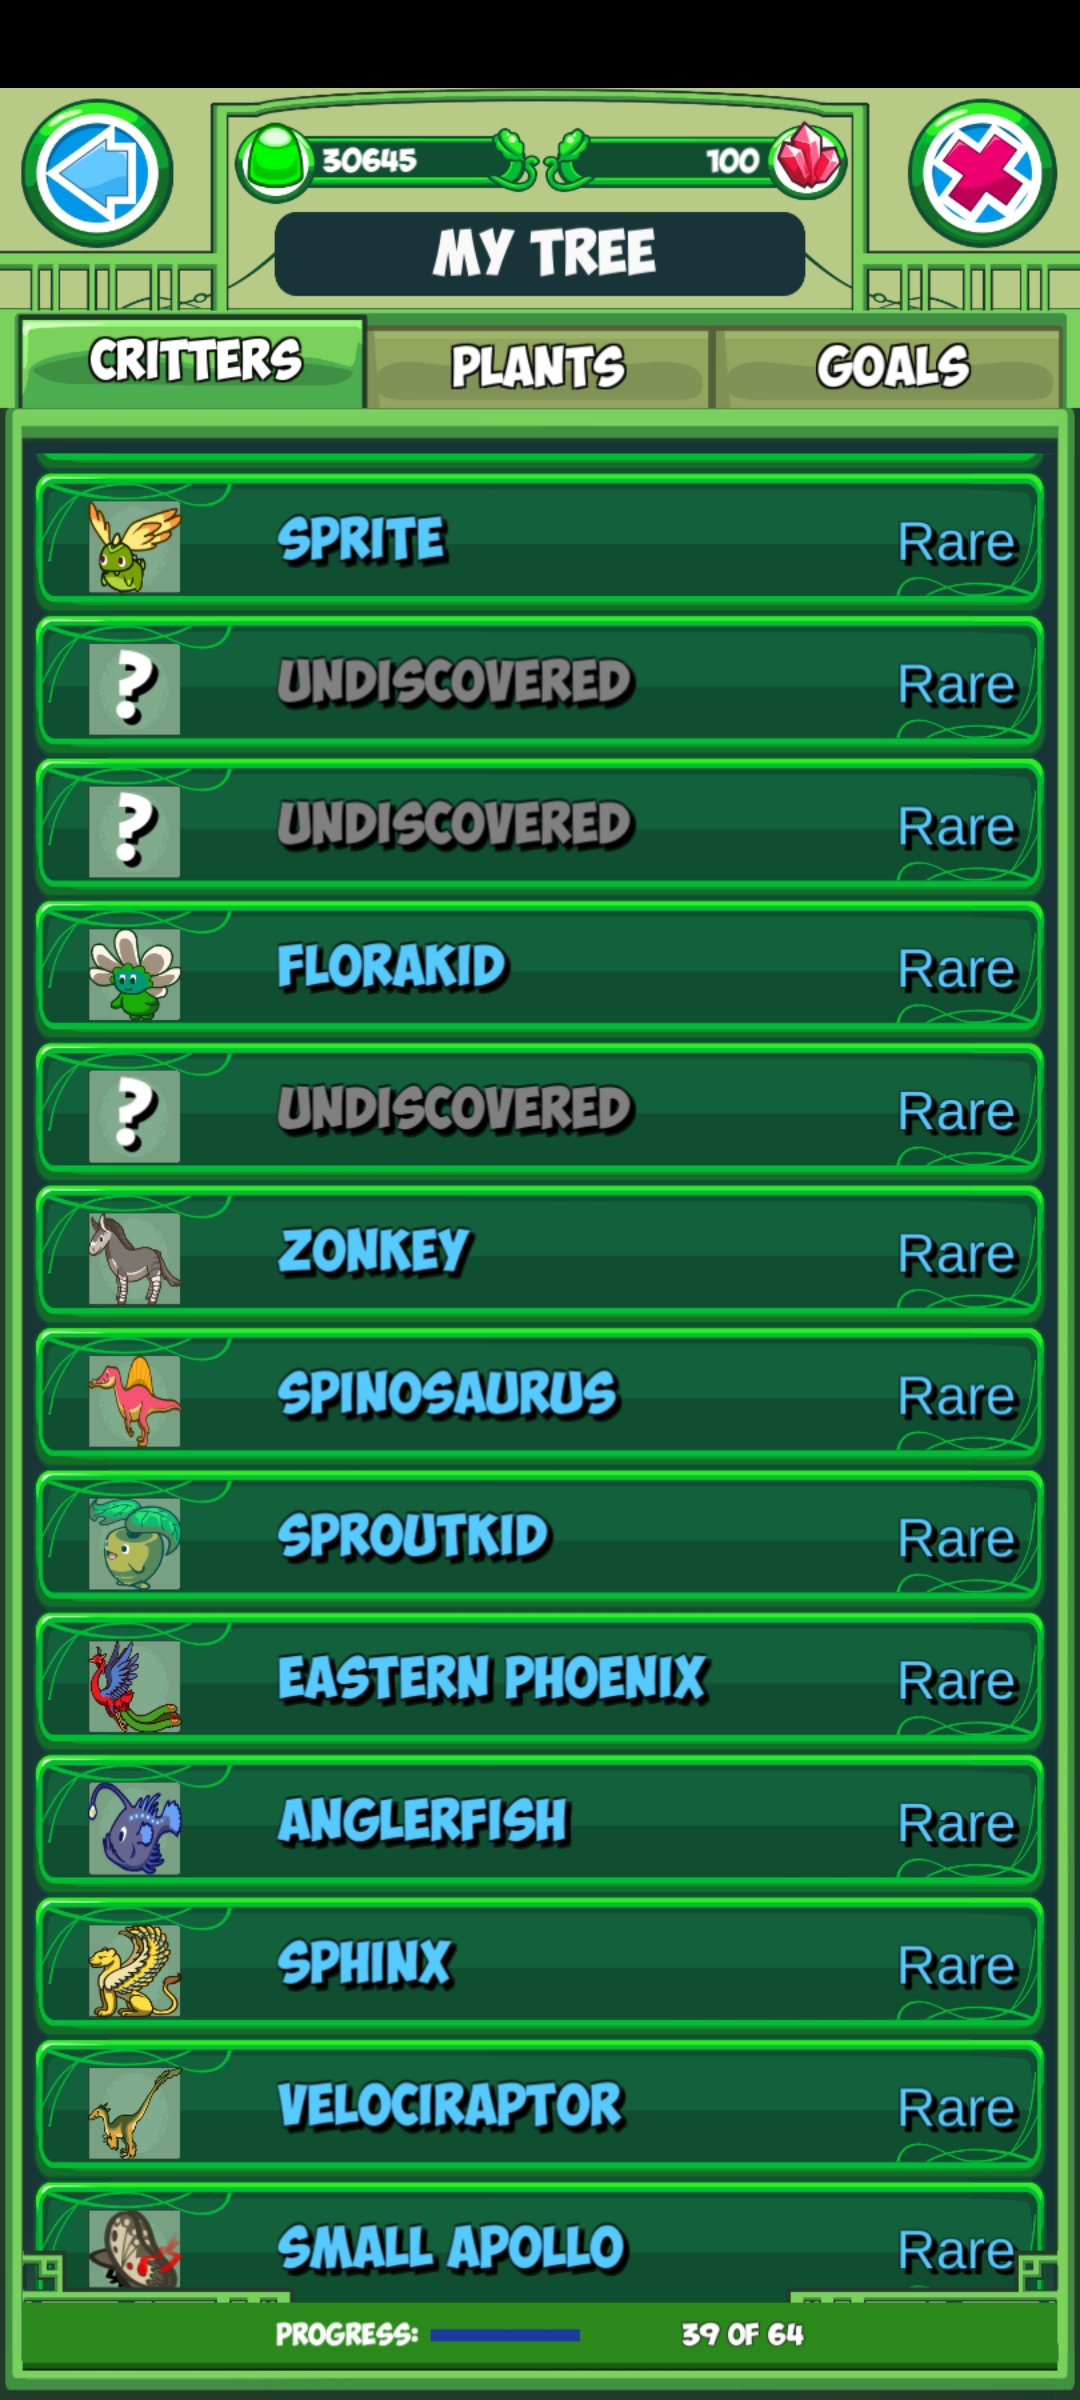 30645
100
MY TREE
CRITTERS
PLANTS
GOALS
SPRITE Rare
? UNDISCOVERED Rare
? UNDISCOVERED Rare
FLORAKID Rare
? UNDISCOVERED Rare
ZONKEY Rare
SPINOSAURUS Rare
SPROUTKID Rare
EASTERN PHOENIX Rare
ANGLERFISH Rare
SPHINX Rare
VELOCIRAPTOR Rare
SMALL APOLLO Rare
PROGRESS: 39 OF 64